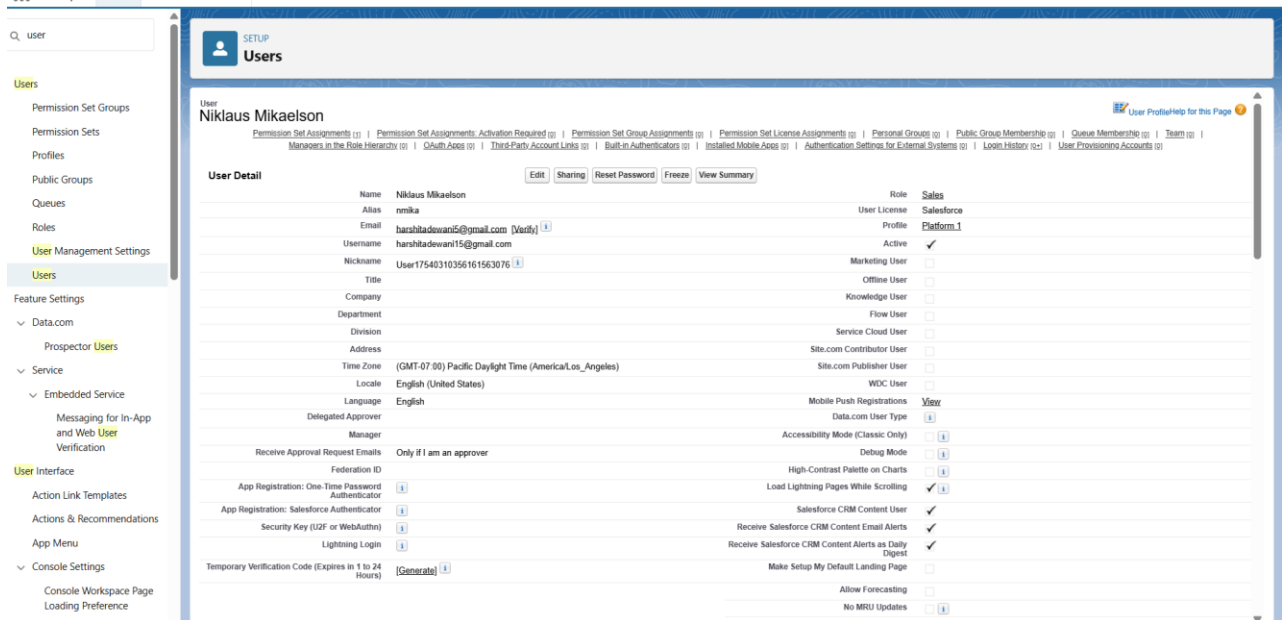 user
SETUP
Users
Users
Permission Set Groups
Permission Sets
Profiles
Public Groups
Queues
Roles
User Management Settings
Users
Feature Settings
Data.com
Prospector Users
Service
Embedded Service
Messaging for In-App
and Web User
Verification
User Interface
Action Link Templates
Actions & Recommendations
App Menu
Console Settings
Console Workspace Page
Loading Preference
User
Niklaus Mikaelson
User Profile Help for this Page
Permission Set Assignments [1] | Permission Set Assignments: Activation Required [0] | Permission Set Group Assignments [0] | Permission Set License Assignments [0] | Personal Groups [0] | Public Group Membership [0] | Queue Membership [0] | Team [0] |
Managers in the Role Hierarchy [0] | OAuth Apps [0] | Third-Party Account Links [0] | Built-in Authenticators [0] | Installed Mobile Apps [0] | Authentication Settings for External Systems [0] | Login History [0+] | User Provisioning Accounts [0]
User Detail
Edit Sharing Reset Password Freeze View Summary
Name Niklaus Mikaelson Role Sales
Alias nmika User License Salesforce
Email harshitadewani5@gmail.com [Verify] i Profile Platform 1
Username harshitadewani15@gmail.com Active ✓
Nickname User17540310356161563076 i Marketing User
Title Offline User
Company Knowledge User
Department Flow User
Division Service Cloud User
Address Site.com Contributor User
Time Zone (GMT-07:00) Pacific Daylight Time (America/Los_Angeles) Site.com Publisher User
Locale English (United States) WDC User
Language English Mobile Push Registrations View
Delegated Approver Data.com User Type i
Manager Accessibility Mode (Classic Only) i
Receive Approval Request Emails Only if I am an approver Debug Mode i
Federation ID High-Contrast Palette on Charts i
App Registration: One-Time Password
Authenticator i Load Lightning Pages While Scrolling ✓ i
App Registration: Salesforce Authenticator i Salesforce CRM Content User ✓
Security Key (U2F or WebAuthn) i Receive Salesforce CRM Content Email Alerts ✓
Lightning Login i Receive Salesforce CRM Content Alerts as Daily
Digest ✓
Temporary Verification Code (Expires in 1 to 24
Hours) [Generate] i Make Setup My Default Landing Page
Allow Forecasting
No MRU Updates i